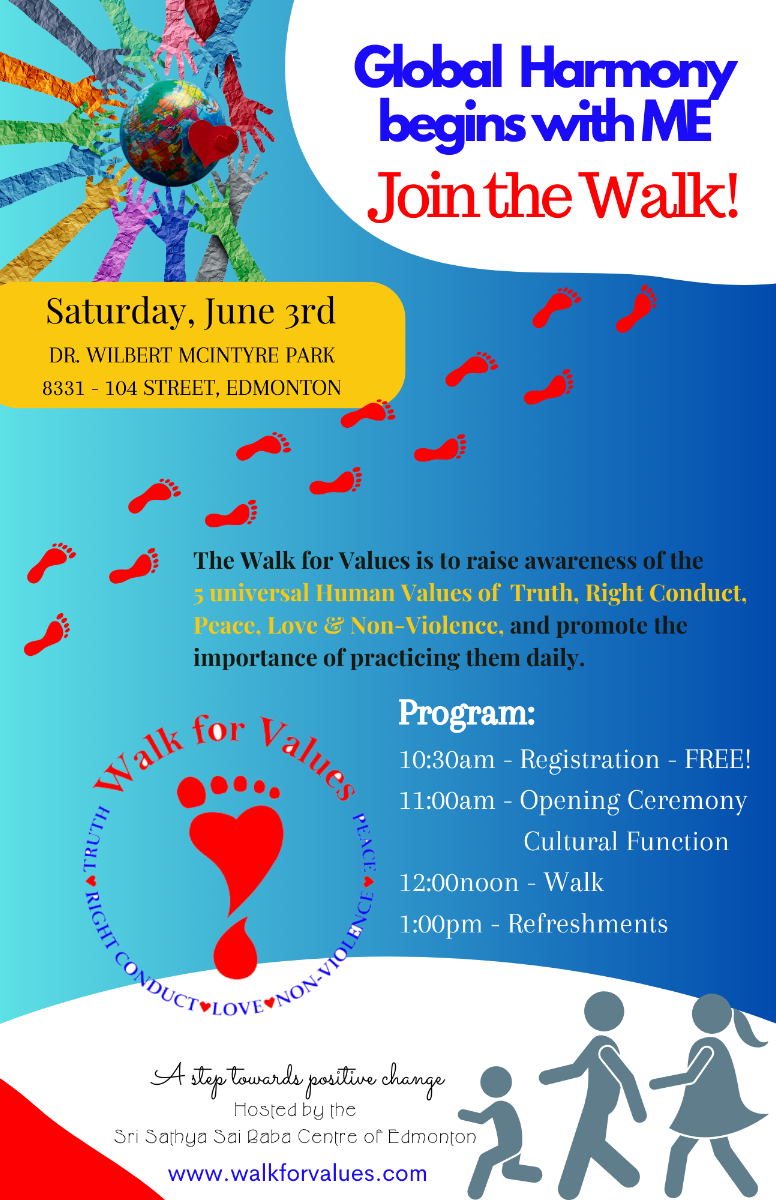 Global Harmony
begins with ME
Join the Walk!
Saturday, June 3rd
DR. WILBERT MCINTYRE PARK
8331 - 104 STREET, EDMONTON
The Walk for Values is to raise awareness of the
5 universal Human Values of Truth, Right Conduct,
Peace, Love & Non-Violence, and promote the
importance of practicing them daily.
Walk for Values
TRUTH ♥ RIGHT CONDUCT ♥ LOVE ♥ NON-VIOLENCE ♥ PEACE
Program:
10:30am - Registration - FREE!
11:00am - Opening Ceremony
Cultural Function
12:00noon - Walk
1:00pm - Refreshments
A step towards positive change
Hosted by the
Sri Sathya Sai Baba Centre of Edmonton
www.walkforvalues.com